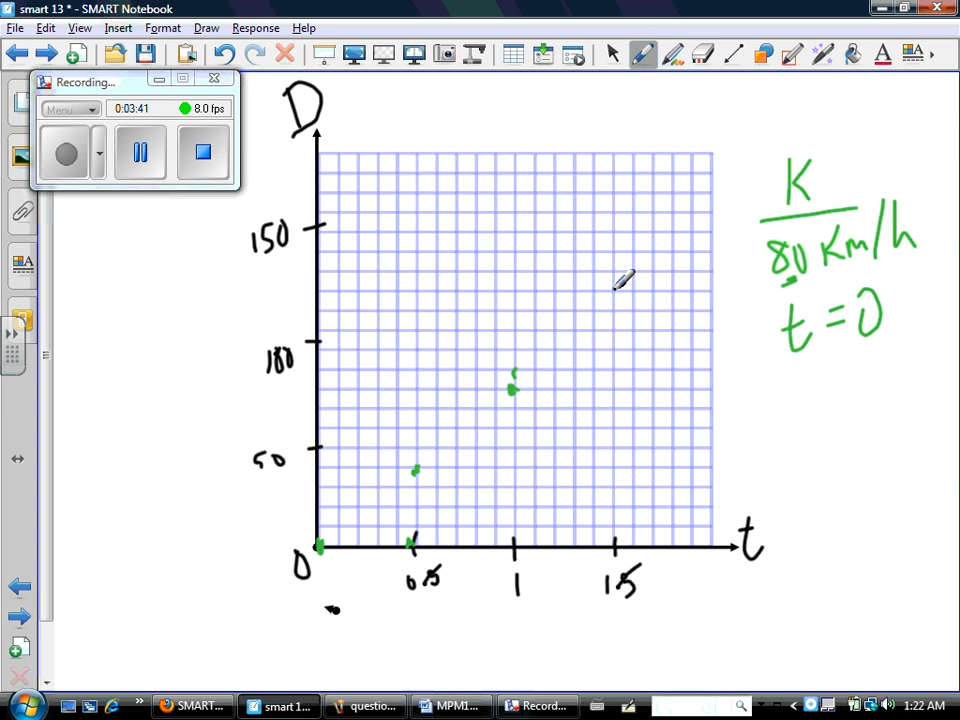 smart 13 * - SMART Notebook
File Edit View Insert Format Draw Response Help
Recording...
Menu 0:03:41 8.0 fps
D
150
100
50
0
0.5
1
1.5
t
K
80 Km/h
t = 0
SMART... smart 1... questio... MPM1... Record... 1:22 AM